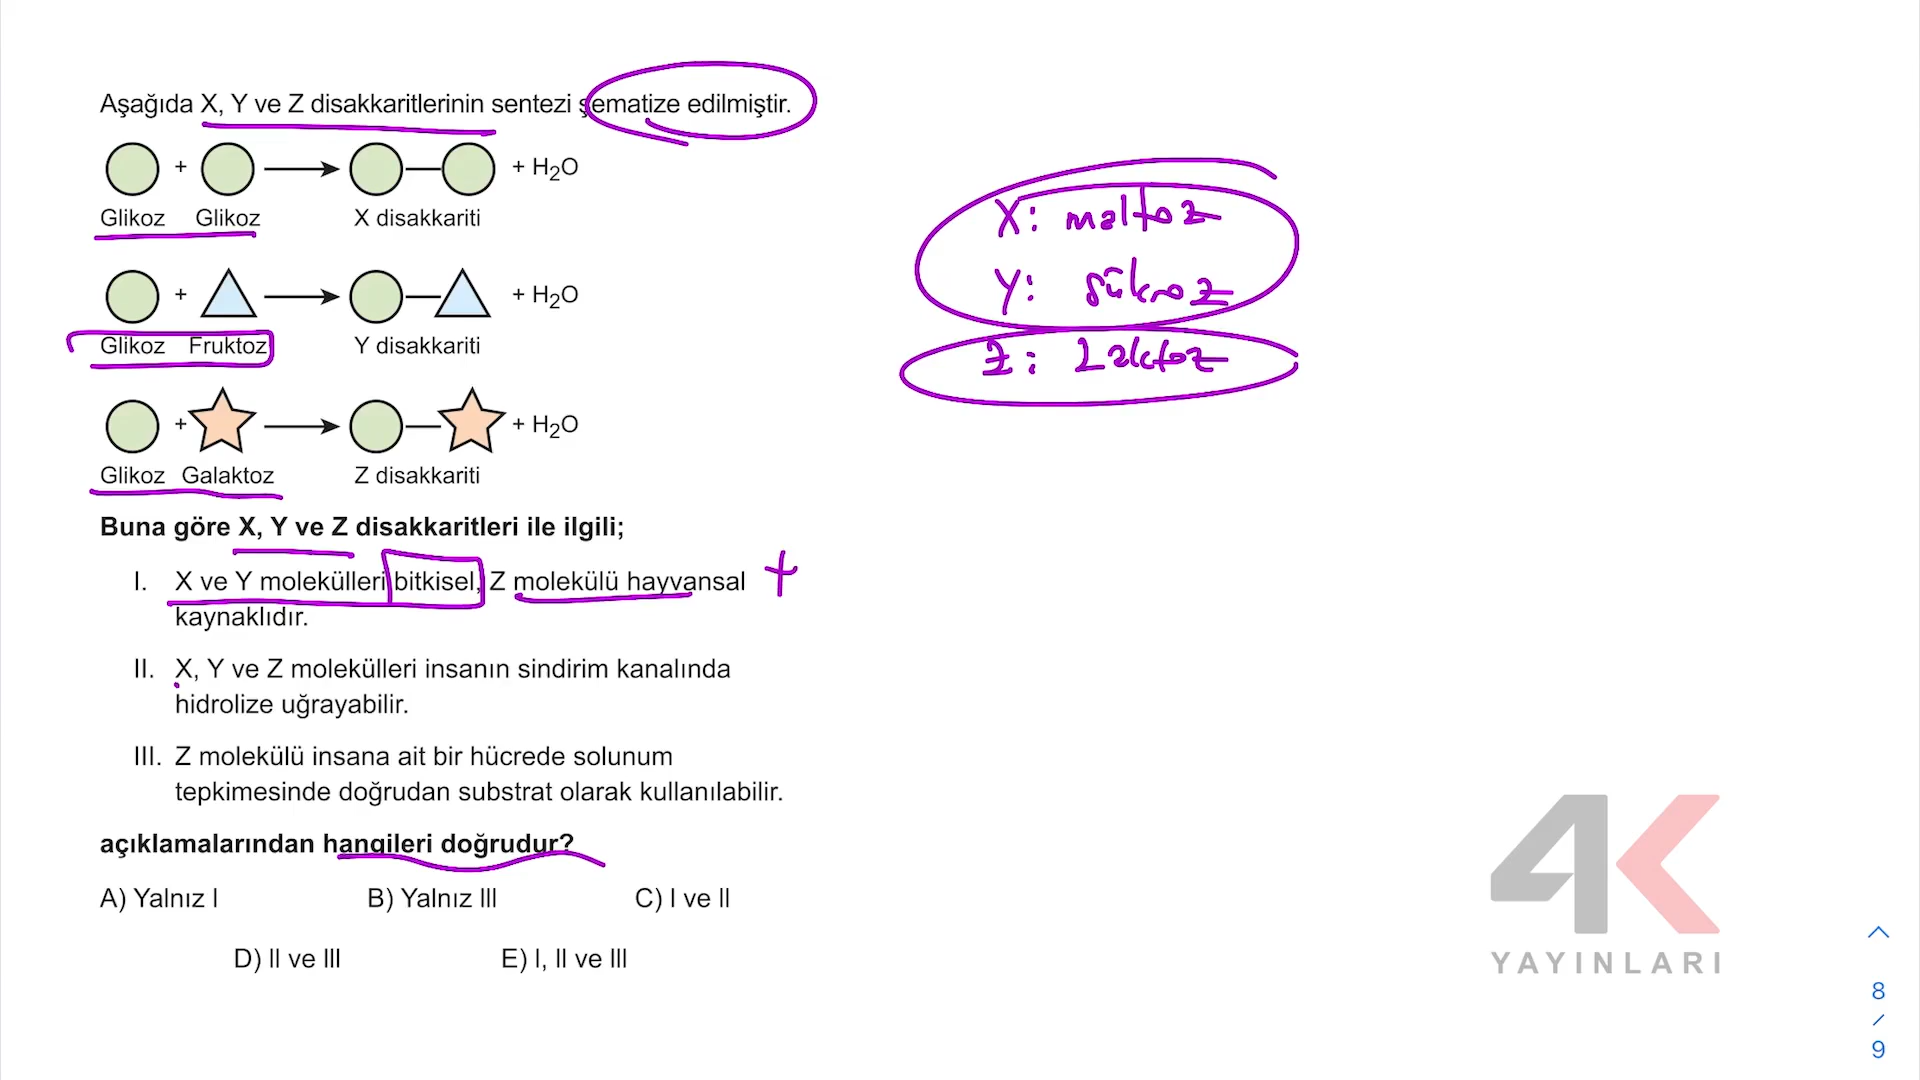 Aşağıda X, Y ve Z disakkaritlerinin sentezi şematize edilmiştir.
+ → + H₂O
Glikoz Glikoz X disakkariti
+ → + H₂O
Glikoz Fruktoz Y disakkariti
+ → + H₂O
Glikoz Galaktoz Z disakkariti
X: maltoz
Y: sükroz
Z: Laktoz
Buna göre X, Y ve Z disakkaritleri ile ilgili;
I. X ve Y molekülleri bitkisel, Z molekülü hayvansal +
kaynaklıdır.
II. X, Y ve Z molekülleri insanın sindirim kanalında
hidrolize uğrayabilir.
III. Z molekülü insana ait bir hücrede solunum
tepkimesinde doğrudan substrat olarak kullanılabilir.
açıklamalarından hangileri doğrudur?
A) Yalnız I B) Yalnız III C) I ve II
D) II ve III E) I, II ve III
4K
YAYINLARI
8
/
9